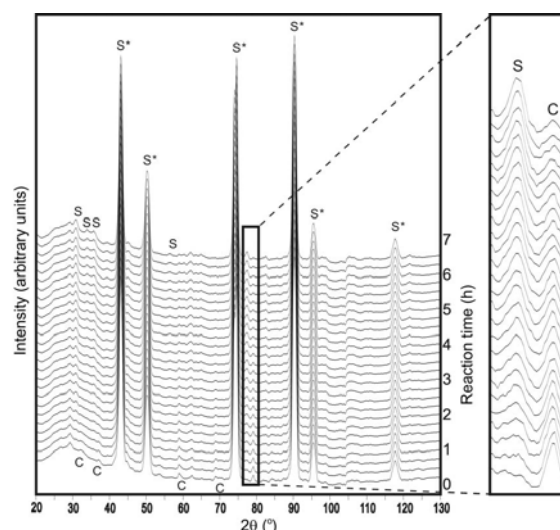 S*
S*
S*
S*
S*
S
S S
S
C
C
C
C
Intensity (arbitrary units)
7
6
5
4
3
2
1
0
Reaction time (h)
20 30 40 50 60 70 80 90 100 110 120 130
2θ (°)
S
C